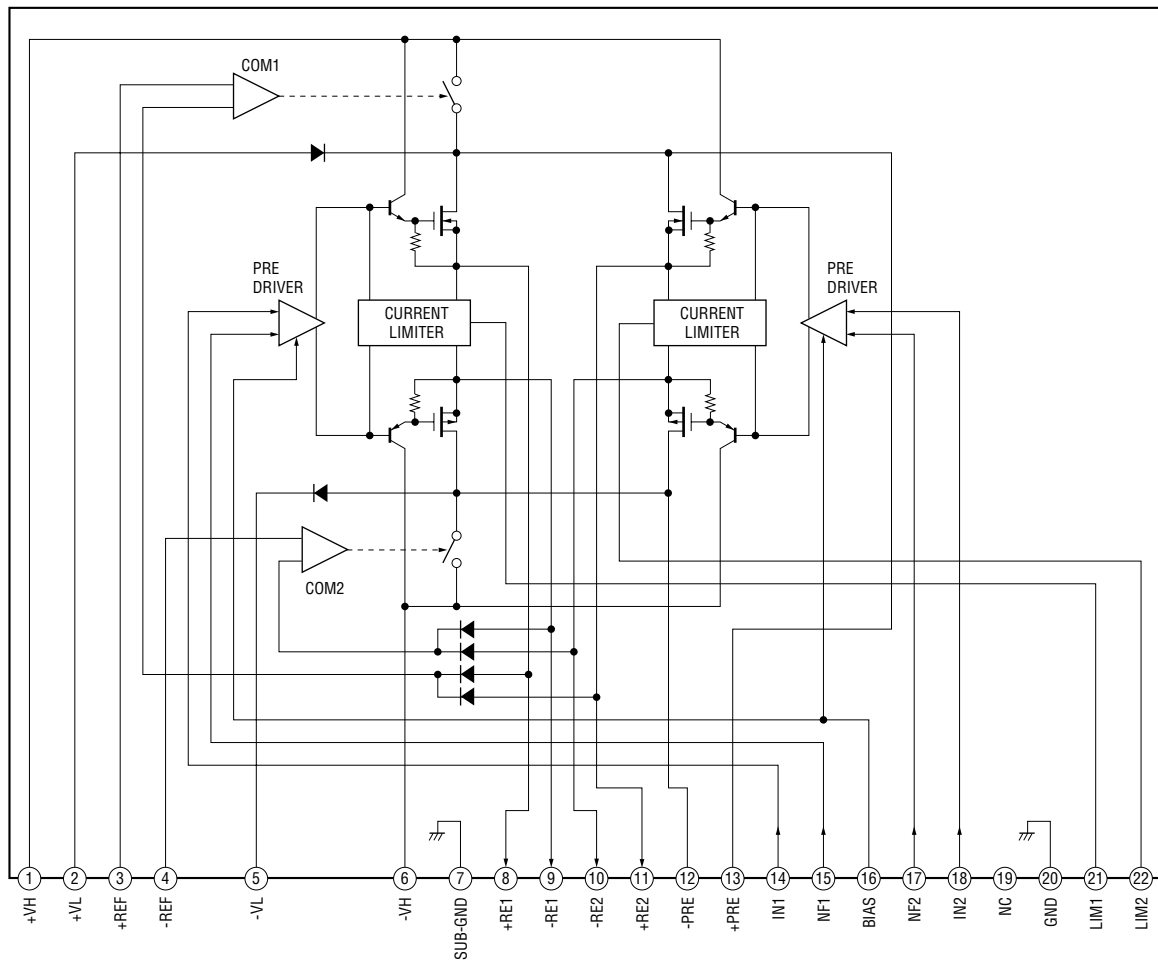 COM1
PRE
DRIVER
CURRENT
LIMITER
CURRENT
LIMITER
PRE
DRIVER
COM2
1
2
3
4
5
6
7
8
9
10
11
12
13
14
15
16
17
18
19
20
21
22
+VH
+VL
+REF
-REF
-VL
-VH
SUB-GND
+RE1
-RE1
-RE2
+RE2
-PRE
+PRE
IN1
NF1
BIAS
NF2
IN2
NC
GND
LIM1
LIM2